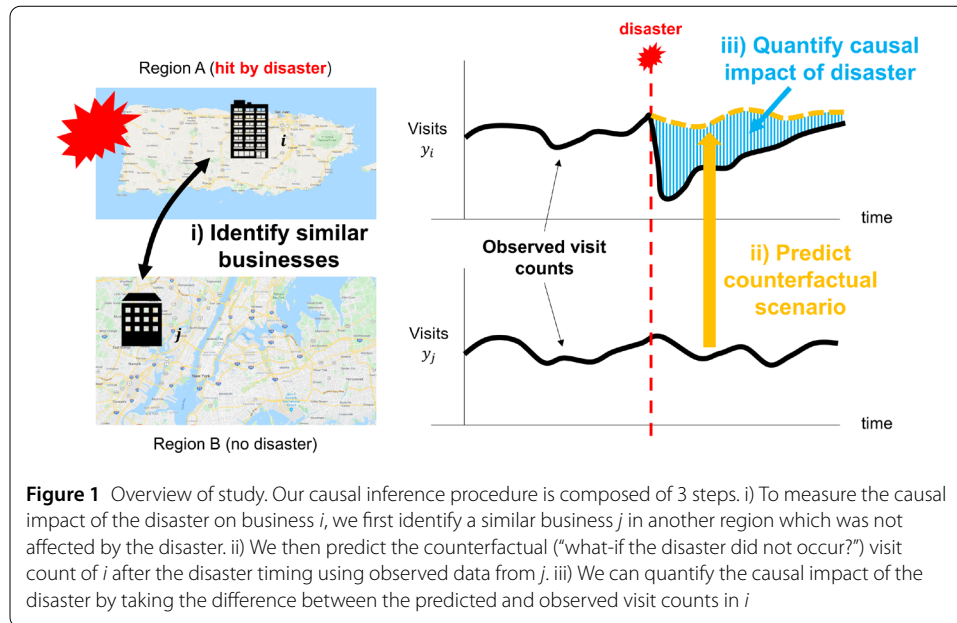 Region A (hit by disaster)
i
i) Identify similar
businesses
j
Region B (no disaster)
disaster
iii) Quantify causal
impact of disaster
Visits
yi
time
Observed visit
counts
ii) Predict
counterfactual
scenario
Visits
yj
time
Figure 1 Overview of study. Our causal inference procedure is composed of 3 steps. i) To measure the causal
impact of the disaster on business i, we first identify a similar business j in another region which was not
affected by the disaster. ii) We then predict the counterfactual (“what-if the disaster did not occur?”) visit
count of i after the disaster timing using observed data from j. iii) We can quantify the causal impact of the
disaster by taking the difference between the predicted and observed visit counts in i